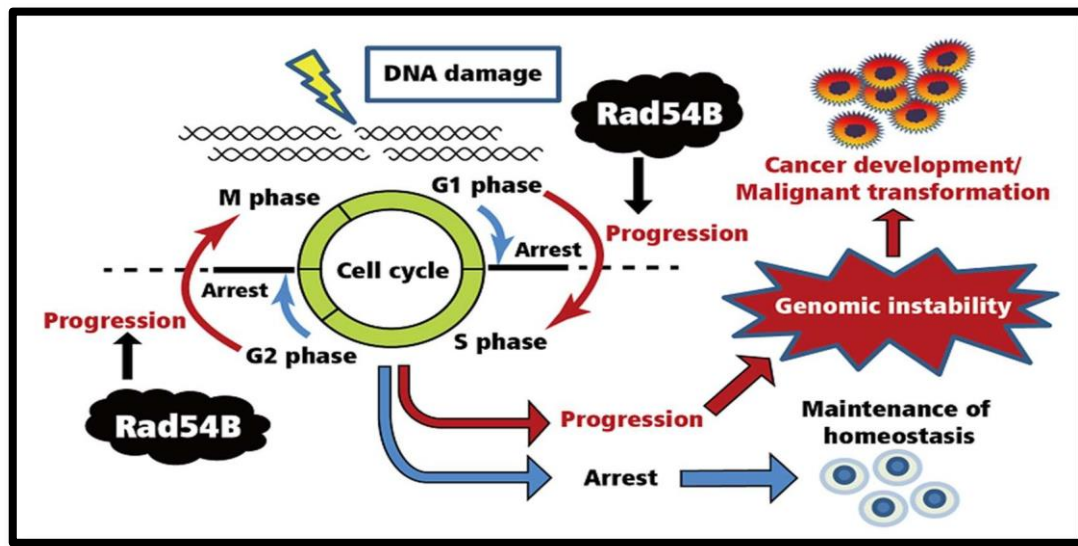 DNA damage
Rad54B
Cancer development/
Malignant transformation
M phase
G1 phase
Progression
Arrest
Cell cycle
Arrest
Progression
G2 phase
S phase
Genomic instability
Rad54B
Progression
Maintenance of
homeostasis
Arrest